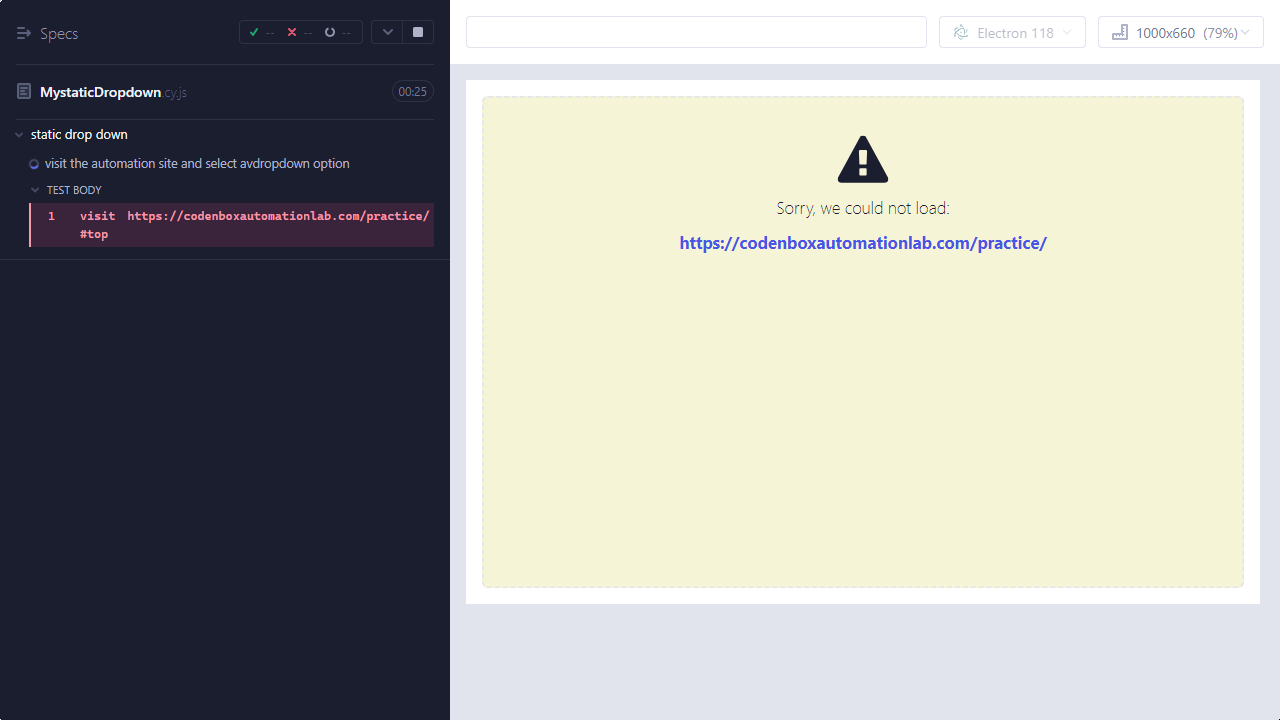 Specs
-- -- --
MystaticDropdown.cy.js 00:25
static drop down
visit the automation site and select avdropdown option
TEST BODY
1 visit https://codenboxautomationlab.com/practice/
#top
Electron 118
1000x660 (79%)
Sorry, we could not load:
https://codenboxautomationlab.com/practice/